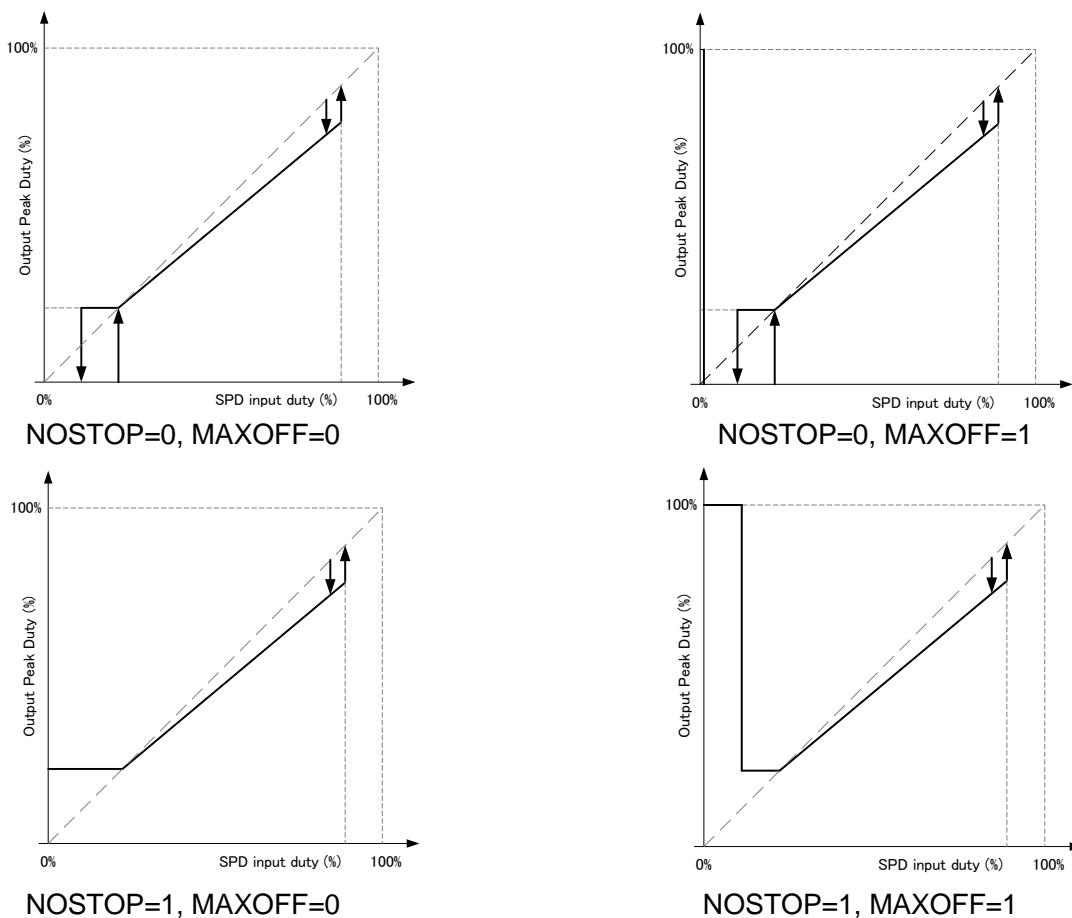 100%
Output Peak Duty (%)
0%
SPD input duty (%)
100%
NOSTOP=0, MAXOFF=0
100%
Output Peak Duty (%)
0%
SPD input duty (%)
100%
NOSTOP=0, MAXOFF=1
100%
Output Peak Duty (%)
0%
SPD input duty (%)
100%
NOSTOP=1, MAXOFF=0
100%
Output Peak Duty (%)
0%
SPD input duty (%)
100%
NOSTOP=1, MAXOFF=1